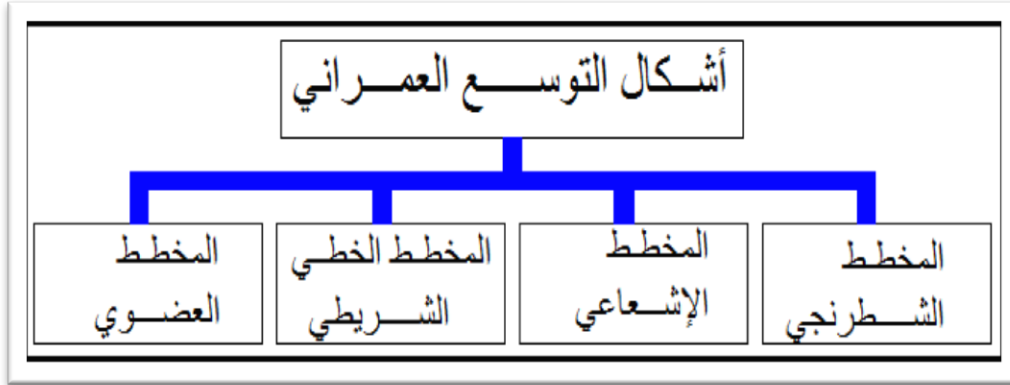 أشكال التوسع العمراني
المخطط
الشطرنجي
المخطط
الإشعاعي
المخطط الخطي
الشريطي
المخطط
العضوي